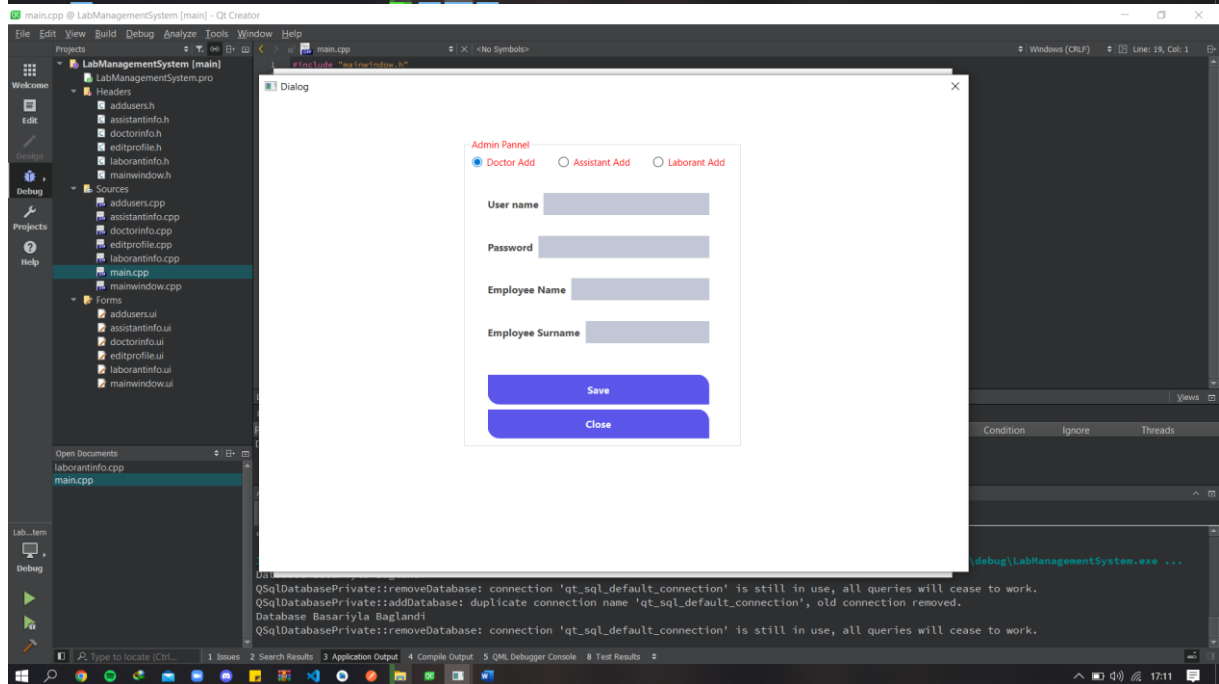 main.cpp @ LabManagementSystem [main] - Qt Creator
File Edit View Build Debug Analyze Tools Window Help
Projects
main.cpp
<No Symbols>
Windows (CRLF)
Line: 19, Col: 1
Welcome
Edit
Design
Debug
Projects
Help
LabManagementSystem [main]
LabManagementSystem.pro
Headers
addusers.h
assistantinfo.h
doctorinfo.h
editprofile.h
laborantinfo.h
mainwindow.h
Sources
addusers.cpp
assistantinfo.cpp
doctorinfo.cpp
editprofile.cpp
laborantinfo.cpp
main.cpp
mainwindow.cpp
Forms
addusers.ui
assistantinfo.ui
doctorinfo.ui
editprofile.ui
laborantinfo.ui
mainwindow.ui
1 #include "mainwindow.h"
Dialog
Admin Pannel
Doctor Add Assistant Add Laborant Add
User name
Password
Employee Name
Employee Surname
Save
Close
Views
Condition Ignore Threads
Open Documents
laborantinfo.cpp
main.cpp
Lab...tem
Debug
\debug\LabManagementSystem.exe ...
QSqlDatabasePrivate::removeDatabase: connection 'qt_sql_default_connection' is still in use, all queries will cease to work.
QSqlDatabasePrivate::addDatabase: duplicate connection name 'qt_sql_default_connection', old connection removed.
Database Basariyla Baglandi
QSqlDatabasePrivate::removeDatabase: connection 'qt_sql_default_connection' is still in use, all queries will cease to work.
Type to locate (Ctrl... 1 Issues 2 Search Results 3 Application Output 4 Compile Output 5 QML Debugger Console 8 Test Results
17:11